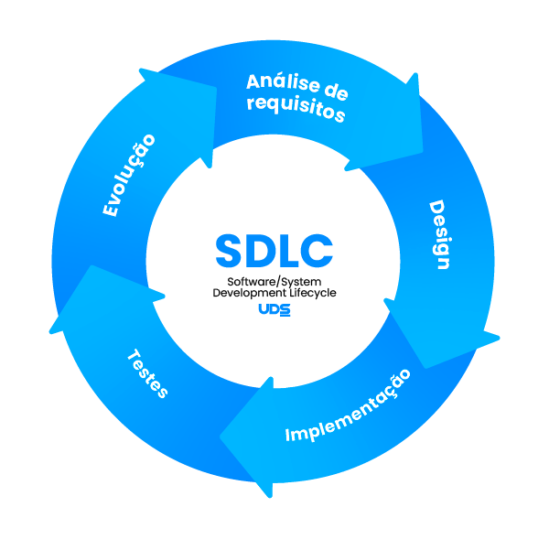 Análise de
requisitos
Design
Implementação
Testes
Evolução
SDLC
Software/System
Development Lifecycle
UDS